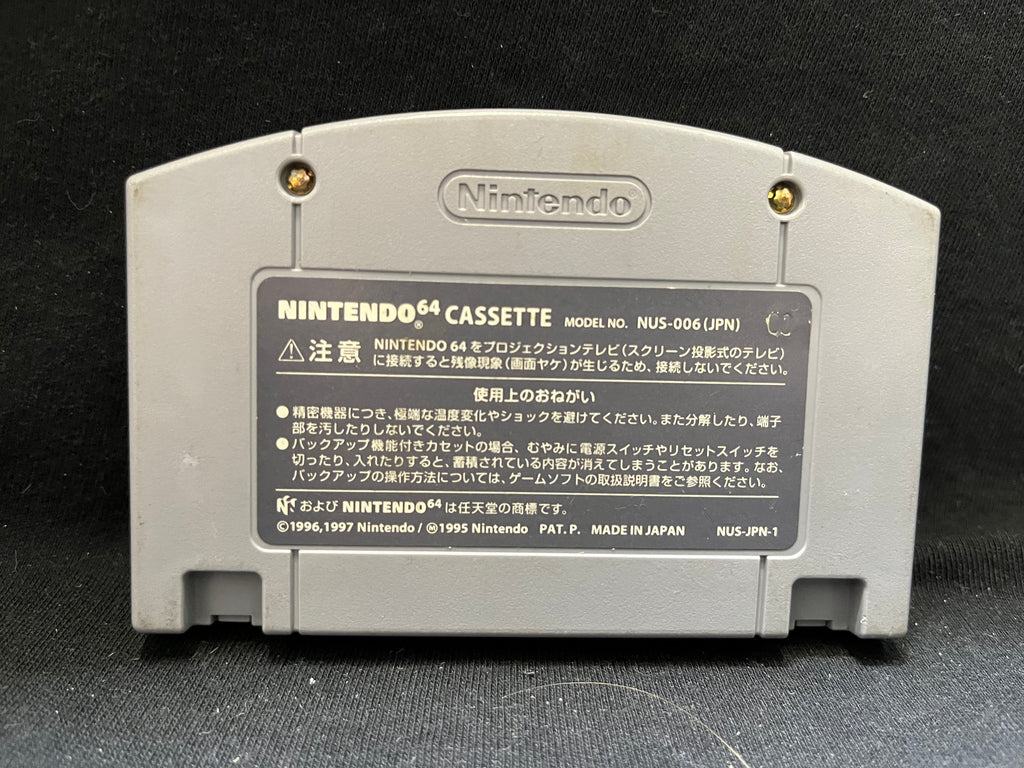 Nintendo
NINTENDO64® CASSETTE MODEL NO. NUS-006(JPN)
注意 NINTENDO 64をプロジェクションテレビ(スクリーン投影式のテレビ)
に接続すると残像現象(画面ヤケ)が生じるため、接続しないでください。
使用上のおねがい
●精密機器につき、極端な温度変化やショックを避けてください。また分解したり、端子
部を汚したりしないでください。
●バックアップ機能付きカセットの場合、むやみに電源スイッチやリセットスイッチを
切ったり、入れたりすると、蓄積されている内容が消えてしまうことがあります。なお、
バックアップの操作方法については、ゲームソフトの取扱説明書をご参照ください。
および NINTENDO64 は任天堂の商標です。
©1996,1997 Nintendo / Ⓜ1995 Nintendo PAT. P. MADE IN JAPAN NUS-JPN-1